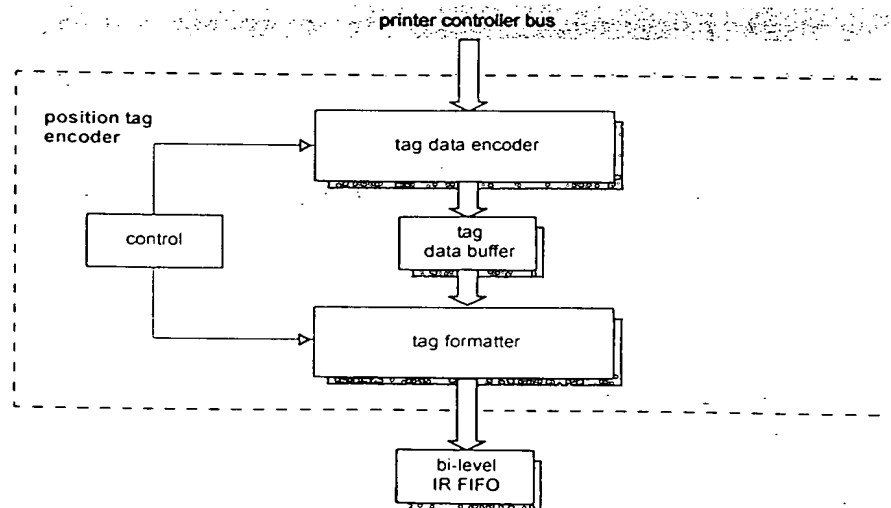 printer controller bus
position tag
encoder
tag data encoder
control
tag
data buffer
tag formatter
bi-level
IR FIFO